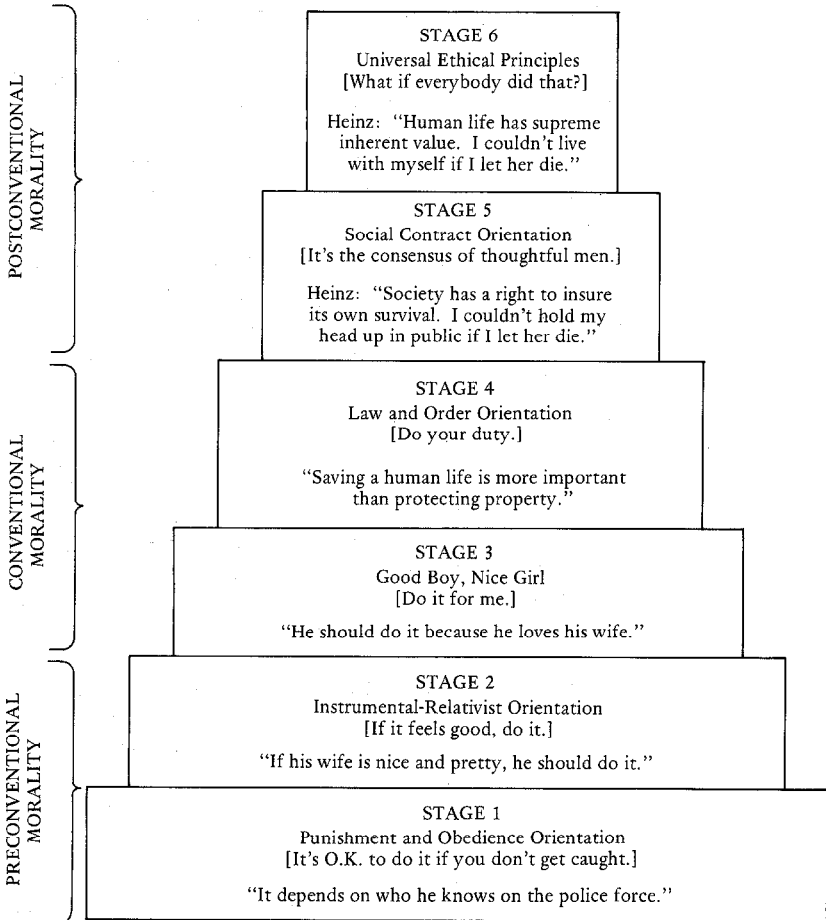 POSTCONVENTIONAL
MORALITY
STAGE 6
Universal Ethical Principles
[What if everybody did that?]
Heinz: “Human life has supreme
inherent value. I couldn’t live
with myself if I let her die.”
STAGE 5
Social Contract Orientation
[It’s the consensus of thoughtful men.]
Heinz: “Society has a right to insure
its own survival. I couldn’t hold my
head up in public if I let her die.”
CONVENTIONAL
MORALITY
STAGE 4
Law and Order Orientation
[Do your duty.]
“Saving a human life is more important
than protecting property.”
STAGE 3
Good Boy, Nice Girl
[Do it for me.]
“He should do it because he loves his wife.”
PRECONVENTIONAL
MORALITY
STAGE 2
Instrumental-Relativist Orientation
[If it feels good, do it.]
“If his wife is nice and pretty, he should do it.”
STAGE 1
Punishment and Obedience Orientation
[It’s O.K. to do it if you don’t get caught.]
“It depends on who he knows on the police force.”